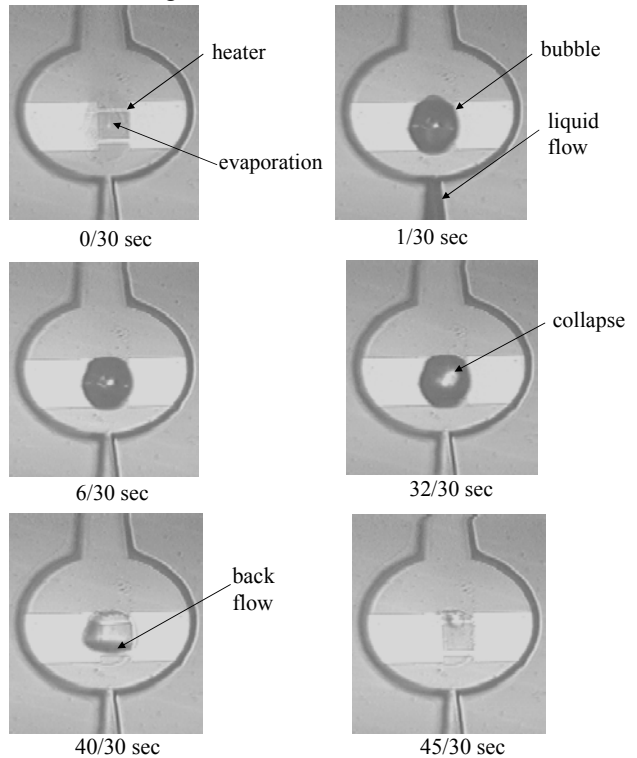 heater
bubble
liquid
flow
evaporation
0/30 sec
1/30 sec
collapse
6/30 sec
32/30 sec
back
flow
40/30 sec
45/30 sec